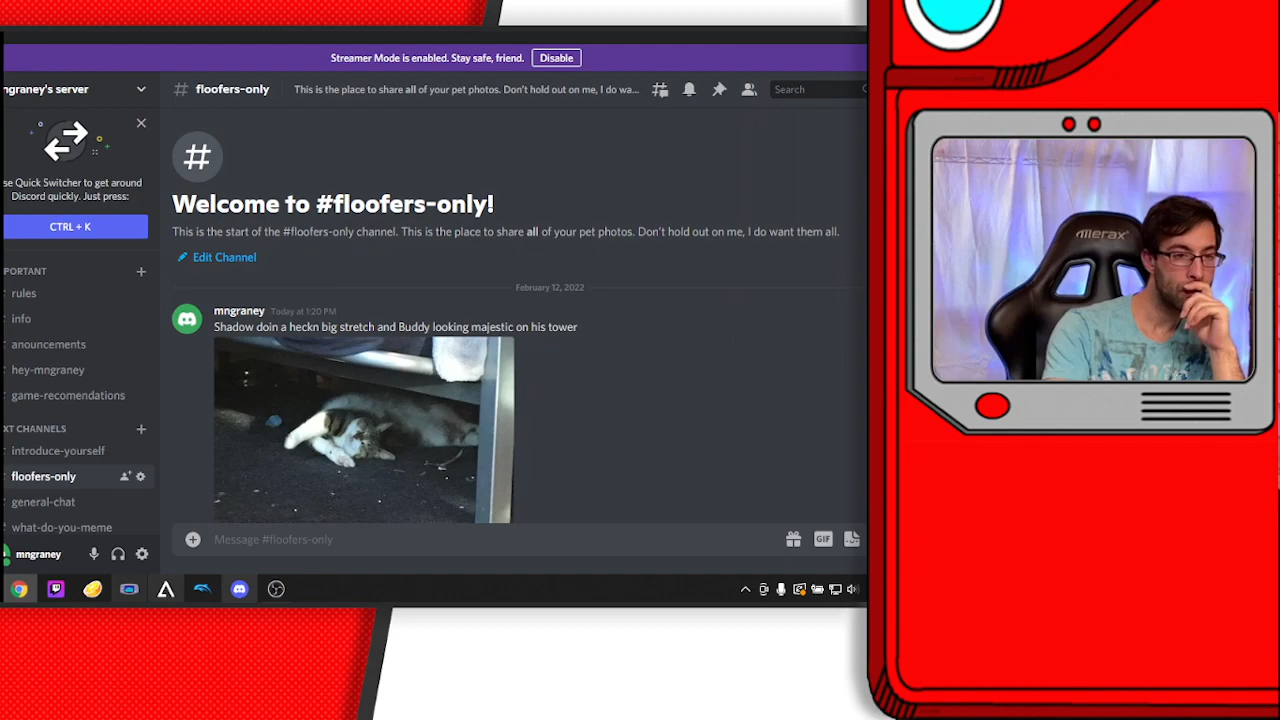 Streamer Mode is enabled. Stay safe, friend. Disable
ngraney's server
floofers-only
This is the place to share all of your pet photos. Don't hold out on me, I do wa...
Search
se Quick Switcher to get around
Discord quickly. Just press:
CTRL + K
PORTANT
rules
info
anouncements
hey-mngraney
game-recomendations
EXT CHANNELS
introduce-yourself
floofers-only
general-chat
what-do-you-meme
mngraney
#
Welcome to #floofers-only!
This is the start of the #floofers-only channel. This is the place to share all of your pet photos. Don't hold out on me, I do want them all.
Edit Channel
February 12, 2022
mngraney Today at 1:20 PM
Shadow doin a heckn big stretch and Buddy looking majestic on his tower
Message #floofers-only
GIF
merax